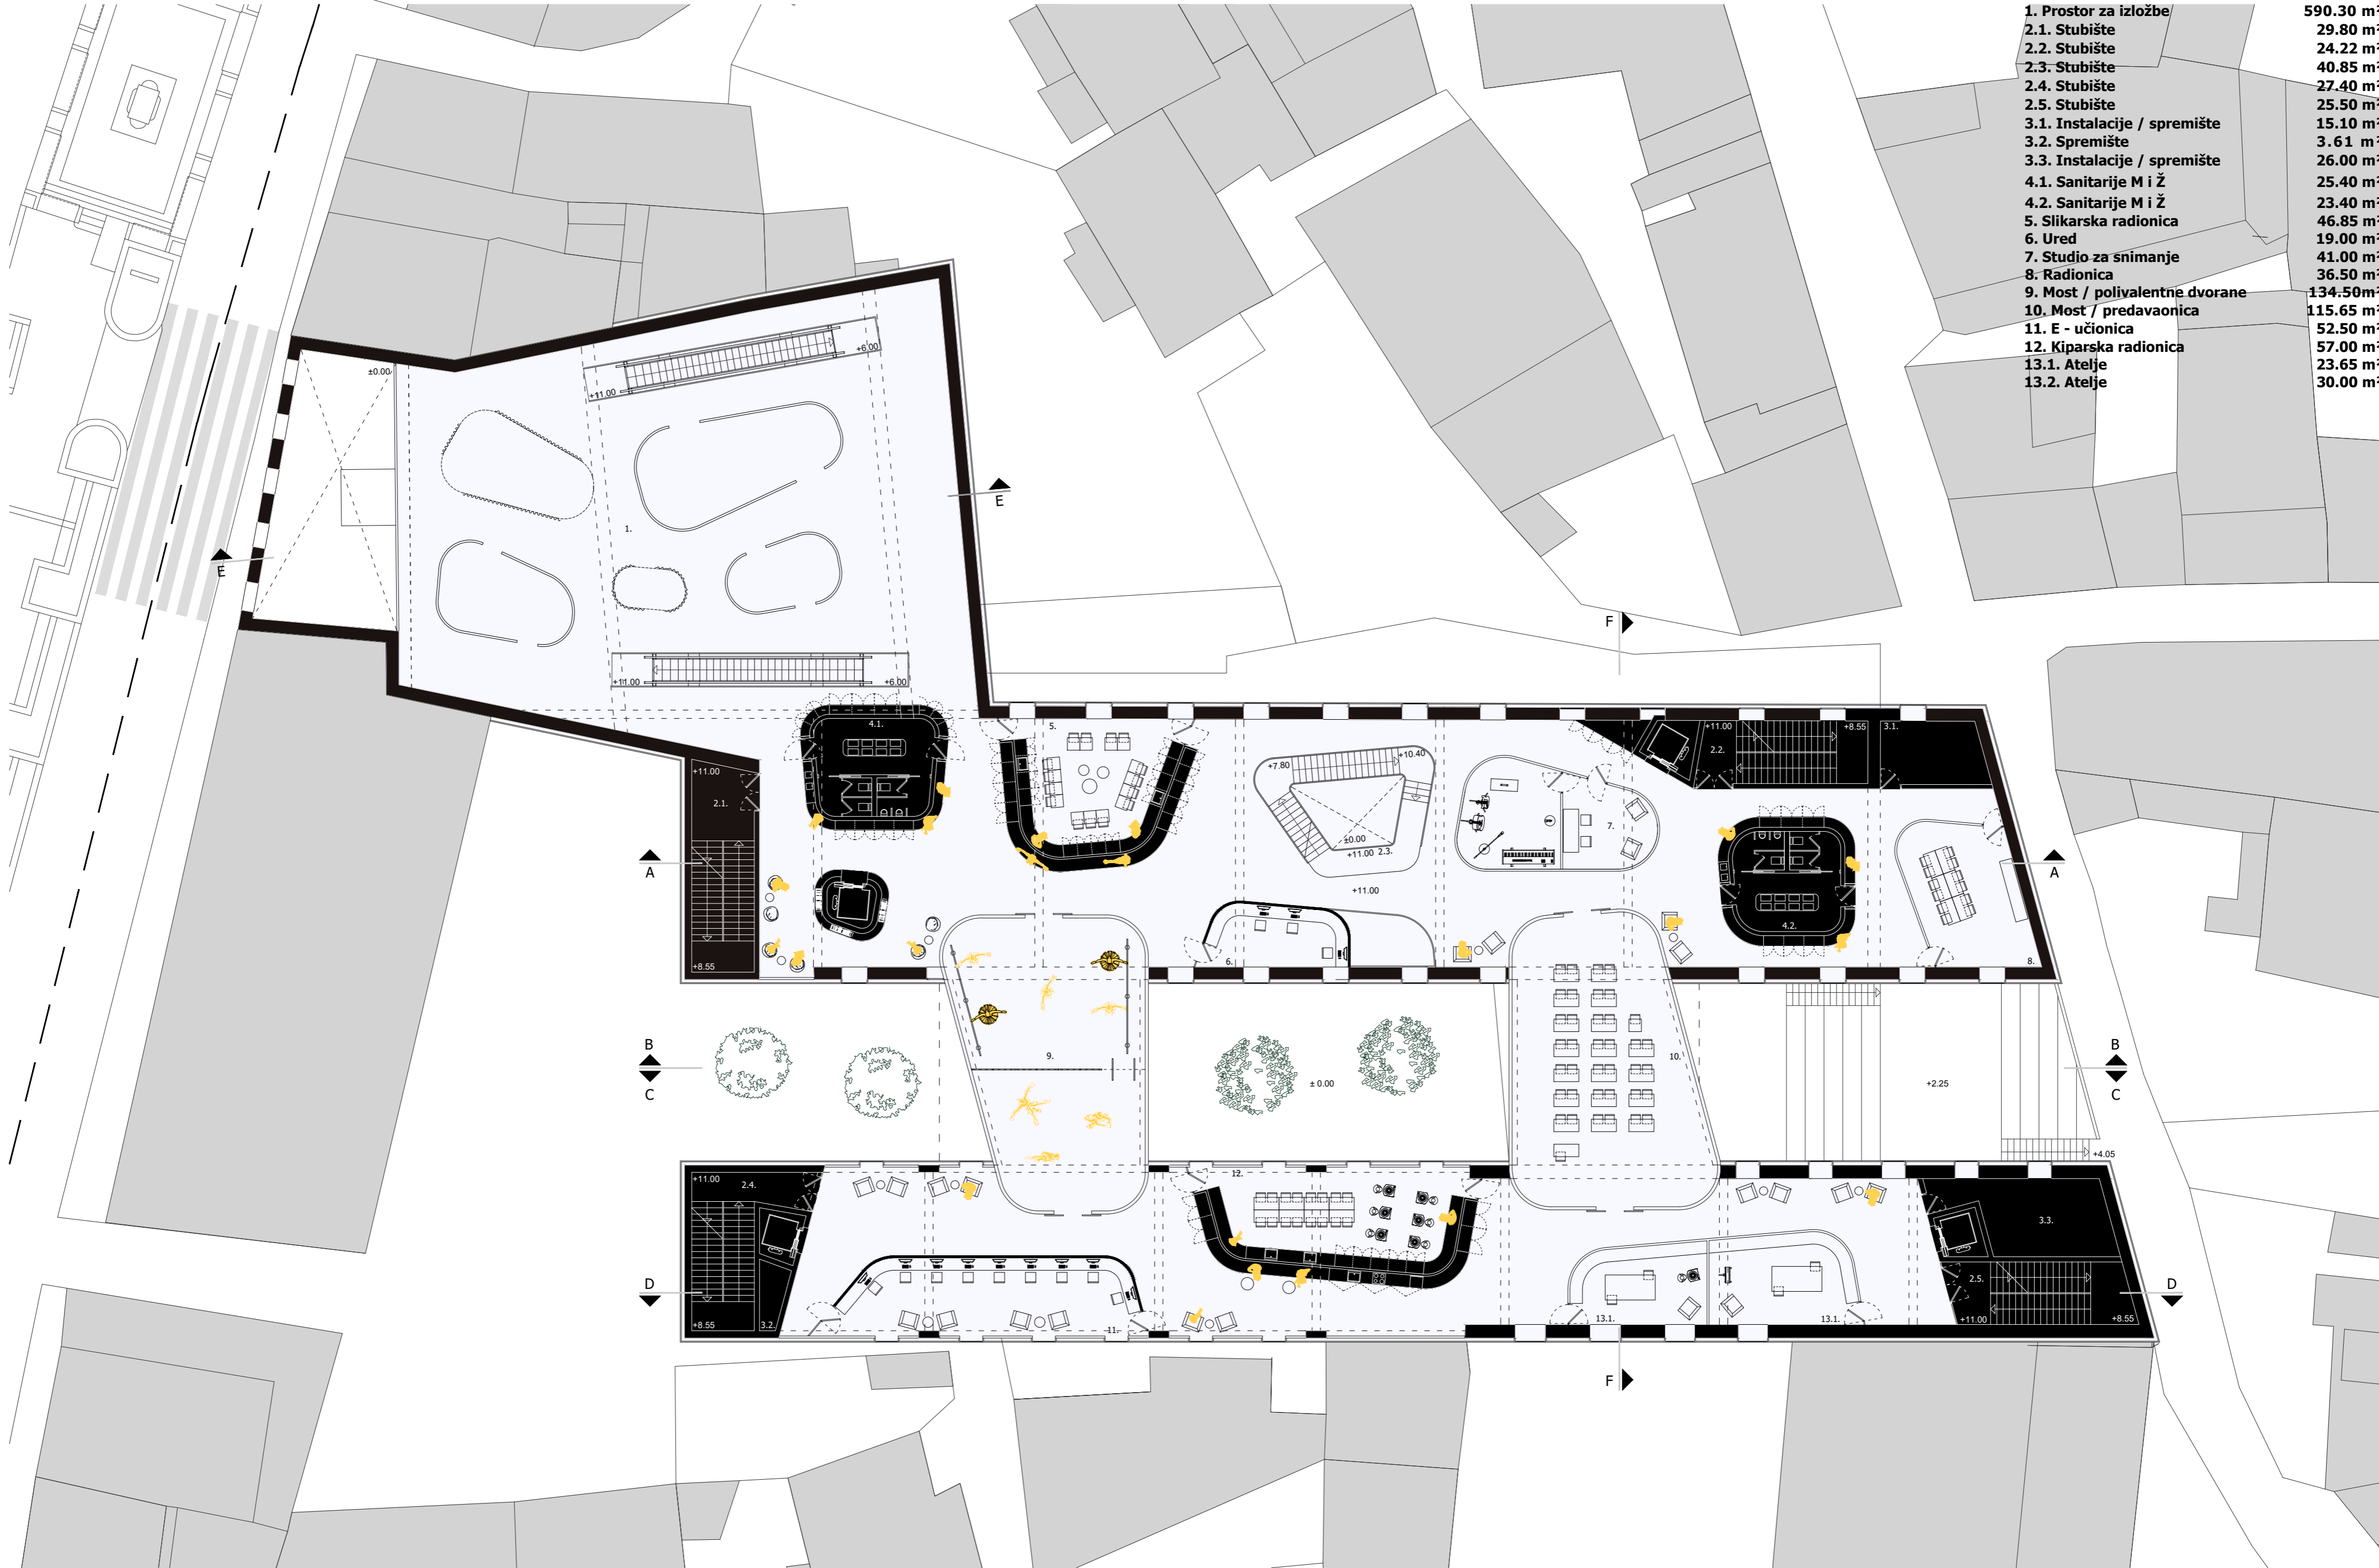 1. Prostor za izložbe 590.30 m²
2.1. Stubište 29.80 m²
2.2. Stubište 24.22 m²
2.3. Stubište 40.85 m²
2.4. Stubište 27.40 m²
2.5. Stubište 25.50 m²
3.1. Instalacije / spremište 15.10 m²
3.2. Spremište 3.61 m²
3.3. Instalacije / spremište 26.00 m²
4.1. Sanitarije M i Ž 25.40 m²
4.2. Sanitarije M i Ž 23.40 m²
5. Slikarska radionica 46.85 m²
6. Ured 19.00 m²
7. Studio za snimanje 41.00 m²
8. Radionica 36.50 m²
9. Most / polivalentne dvorane 134.50m²
10. Most / predavaonica 115.65 m²
11. E - učionica 52.50 m²
12. Kiparska radionica 57.00 m²
13.1. Atelje 23.65 m²
13.2. Atelje 30.00 m²
+6.00
±0.00
+11.00
E
1.
E
F
+11.00
+6.00
4.1.
5.
+11.00
2.2.
+8.55
3.1.
+10.40
+7.80
+11.00
2.1.
7.
±0.00
+11.00 2.3.
A
A
+11.00
4.2.
6.
8.
+8.55
B
C
9.
10.
± 0.00
+2.25
B
C
+4.05
12.
+11.00
2.4.
3.3.
D
2.5.
D
+8.55
3.2.
11.
13.1.
13.1.
+11.00
+8.55
F